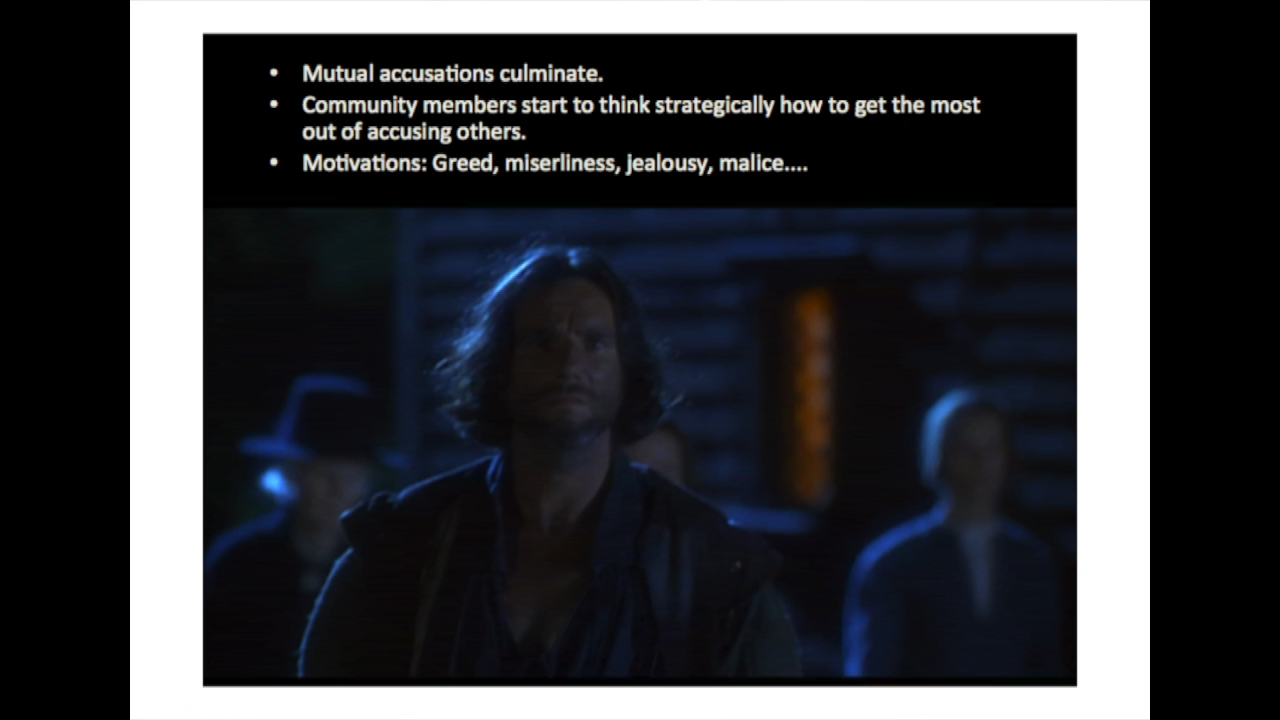 • Mutual accusations culminate.
• Community members start to think strategically how to get the most
out of accusing others.
• Motivations: Greed, miserliness, jealousy, malice....